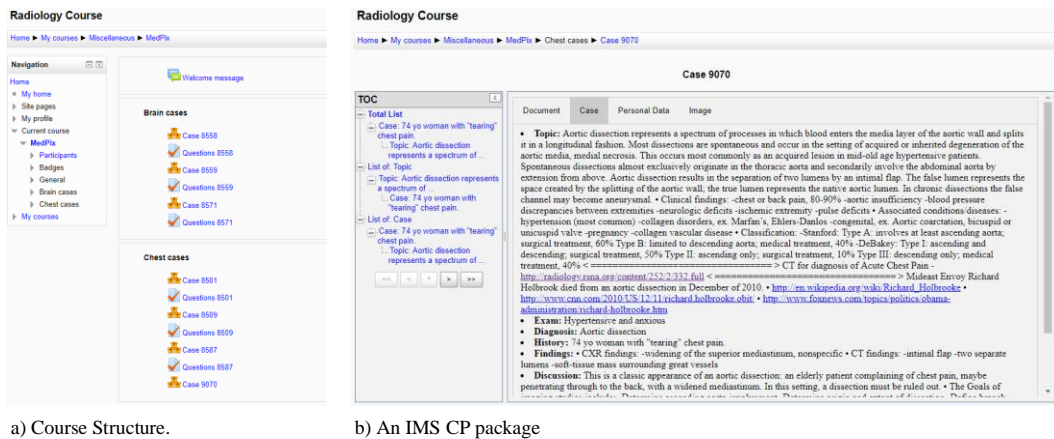 Radiology Course
Home ► My courses ► Miscellaneous ► MedPix
Navigation
Home
My home
Site pages
My profile
Current course
MedPix
Participants
Badges
General
Brain cases
Chest cases
My courses
Welcome message
Brain cases
Case 8558
Questions 8558
Case 8559
Questions 8559
Case 8571
Questions 8571
Chest cases
Case 8501
Questions 8501
Case 8509
Questions 8509
Case 8587
Questions 8587
Case 9070
a) Course Structure.
Radiology Course
Home ► My courses ► Miscellaneous ► MedPix ► Chest cases ► Case 9070
Case 9070
TOC
Total List
Case: 74 yo woman with "tearing"
chest pain.
Topic: Aortic dissection
represents a spectrum of ...
List of: Topic
Topic: Aortic dissection represents
a spectrum of ...
Case: 74 yo woman with
"tearing" chest pain.
List of: Case
Case: 74 yo woman with "tearing"
chest pain.
Topic: Aortic dissection
represents a spectrum of ...
<< < ^ > >>
Document Case Personal Data Image
• Topic: Aortic dissection represents a spectrum of processes in which blood enters the media layer of the aortic wall and splits
it in a longitudinal fashion. Most dissections are spontaneous and occur in the setting of acquired or inherited degeneration of the
aortic media, medial necrosis. This occurs most commonly as an acquired lesion in mid-old age hypertensive patients.
Spontaneous dissections almost exclusively originate in the thoracic aorta and secondarily involve the abdominal aorta by
extension from above. Aortic dissection results in the separation of two lumens by an intimal flap. The false lumen represents the
space created by the splitting of the aortic wall; the true lumen represents the native aortic lumen. In chronic dissections the false
channel may become aneurysmal. • Clinical findings: -chest or back pain, 80-90% -aortic insufficiency -blood pressure
discrepancies between extremities -neurologic deficits -ischemic extremity -pulse deficits • Associated conditions/diseases: -
hypertension (most common) -collagen disorders, ex. Marfan's, Ehlers-Danlos -congenital, ex. Aortic coarctation, bicuspid or
unicuspid valve -pregnancy -collagen vascular disease • Classification: -Stanford: Type A: involves at least ascending aorta;
surgical treatment, 60% Type B: limited to descending aorta; medical treatment, 40% -DeBakey: Type I: ascending and
descending; surgical treatment, 50% Type II: ascending only; surgical treatment, 10% Type III: descending only; medical
treatment, 40% < ================================ > CT for diagnosis of Acute Chest Pain -
http://radiology.rsna.org/content/252/2/332.full < ================================ > Mideast Envoy Richard
Holbrook died from an aortic dissection in December of 2010. • http://en.wikipedia.org/wiki/Richard_Holbrooke •
http://www.cnn.com/2010/US/12/11/richard.holbrooke.obit/ • http://www.foxnews.com/topics/politics/obama-
administration/richard-holbrooke.htm
• Exam: Hypertensive and anxious
• Diagnosis: Aortic dissection
• History: 74 yo woman with "tearing" chest pain.
• Findings: • CXR findings: -widening of the superior mediastinum, nonspecific • CT findings: -intimal flap -two separate
lumens -soft-tissue mass surrounding great vessels
• Discussion: This is a classic appearance of an aortic dissection: an elderly patient complaining of chest pain, maybe
penetrating through to the back, with a widened mediastinum. In this setting, a dissection must be ruled out. • The Goals of
b) An IMS CP package